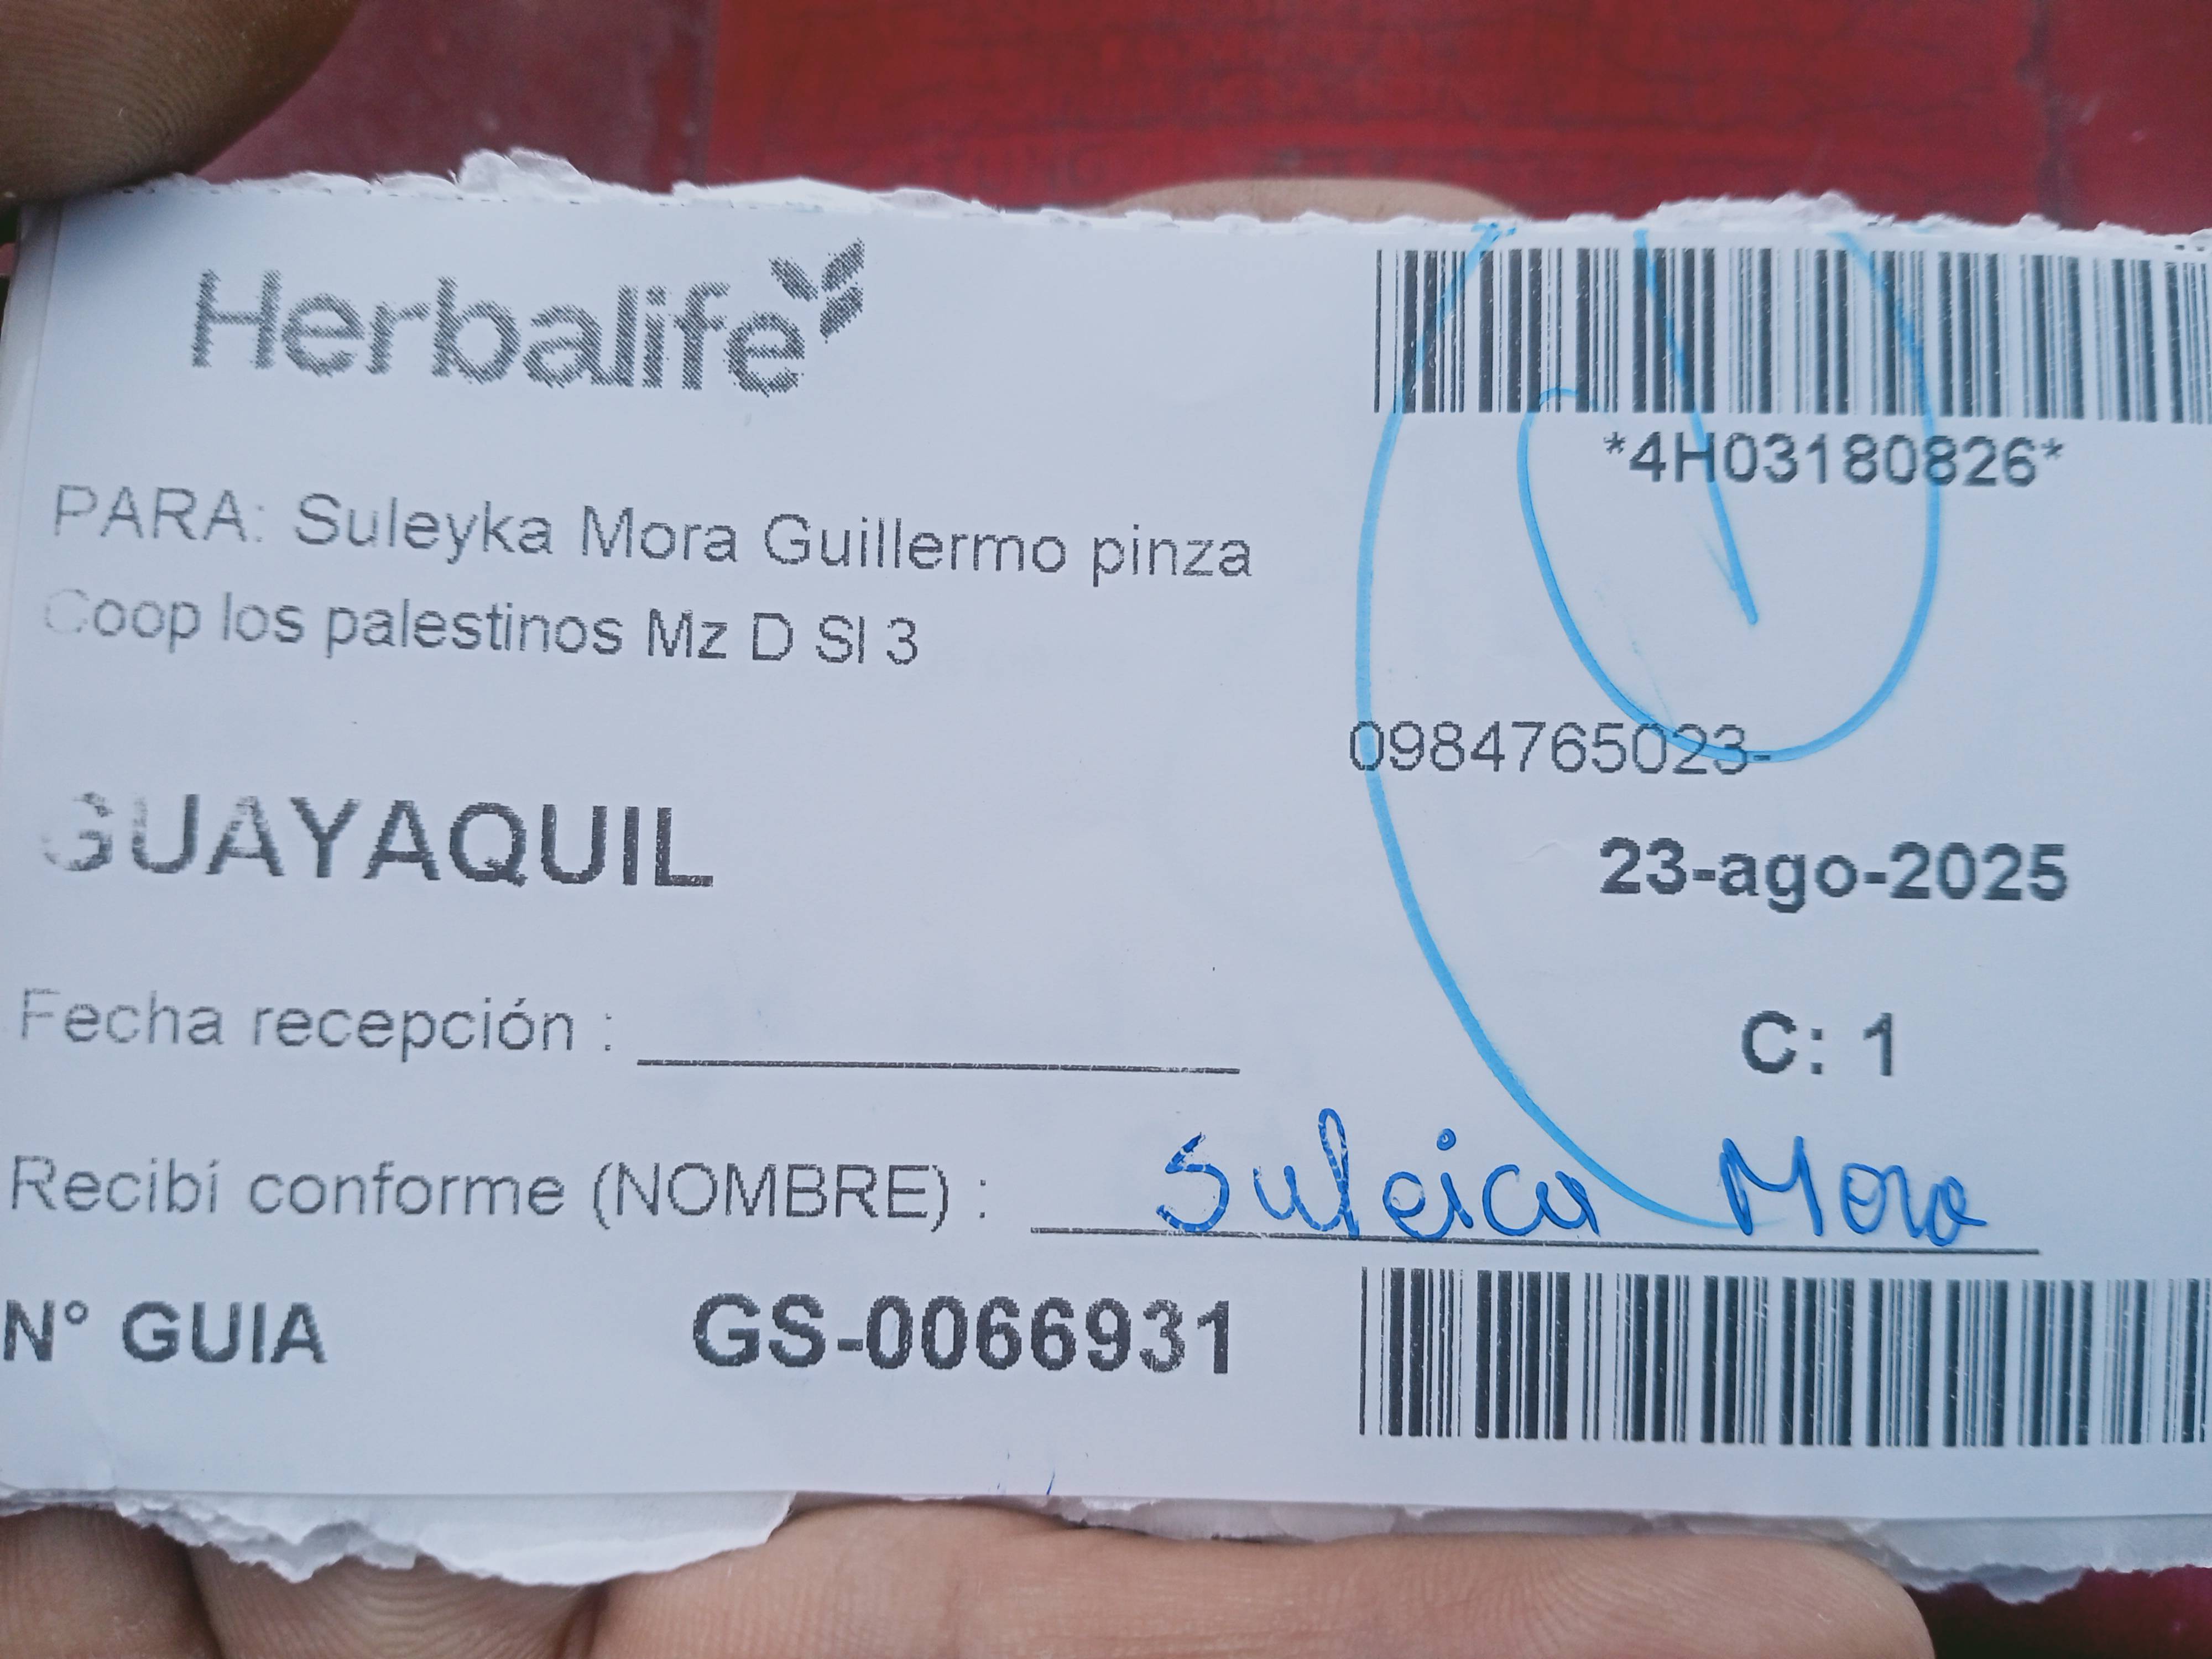 Herbalife
*4H03180826*
PARA: Suleyka Mora Guillermo pinza
Coop los palestinos Mz D Sl 3
0984765023-
GUAYAQUIL
23-ago-2025
Fecha recepción :
C: 1
Recibí conforme (NOMBRE) : Suleica Mora
N° GUIA GS-0066931